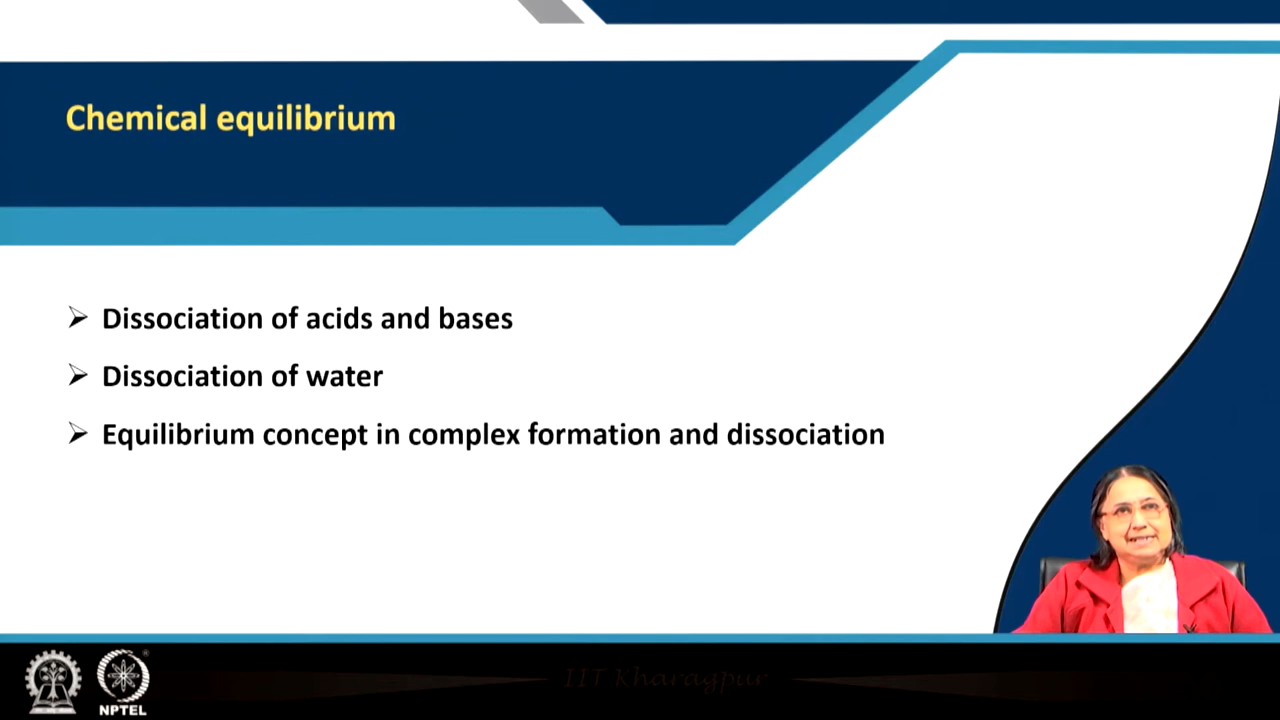 Chemical equilibrium
➢ Dissociation of acids and bases
➢ Dissociation of water
➢ Equilibrium concept in complex formation and dissociation
IIT Kharagpur
NPTEL